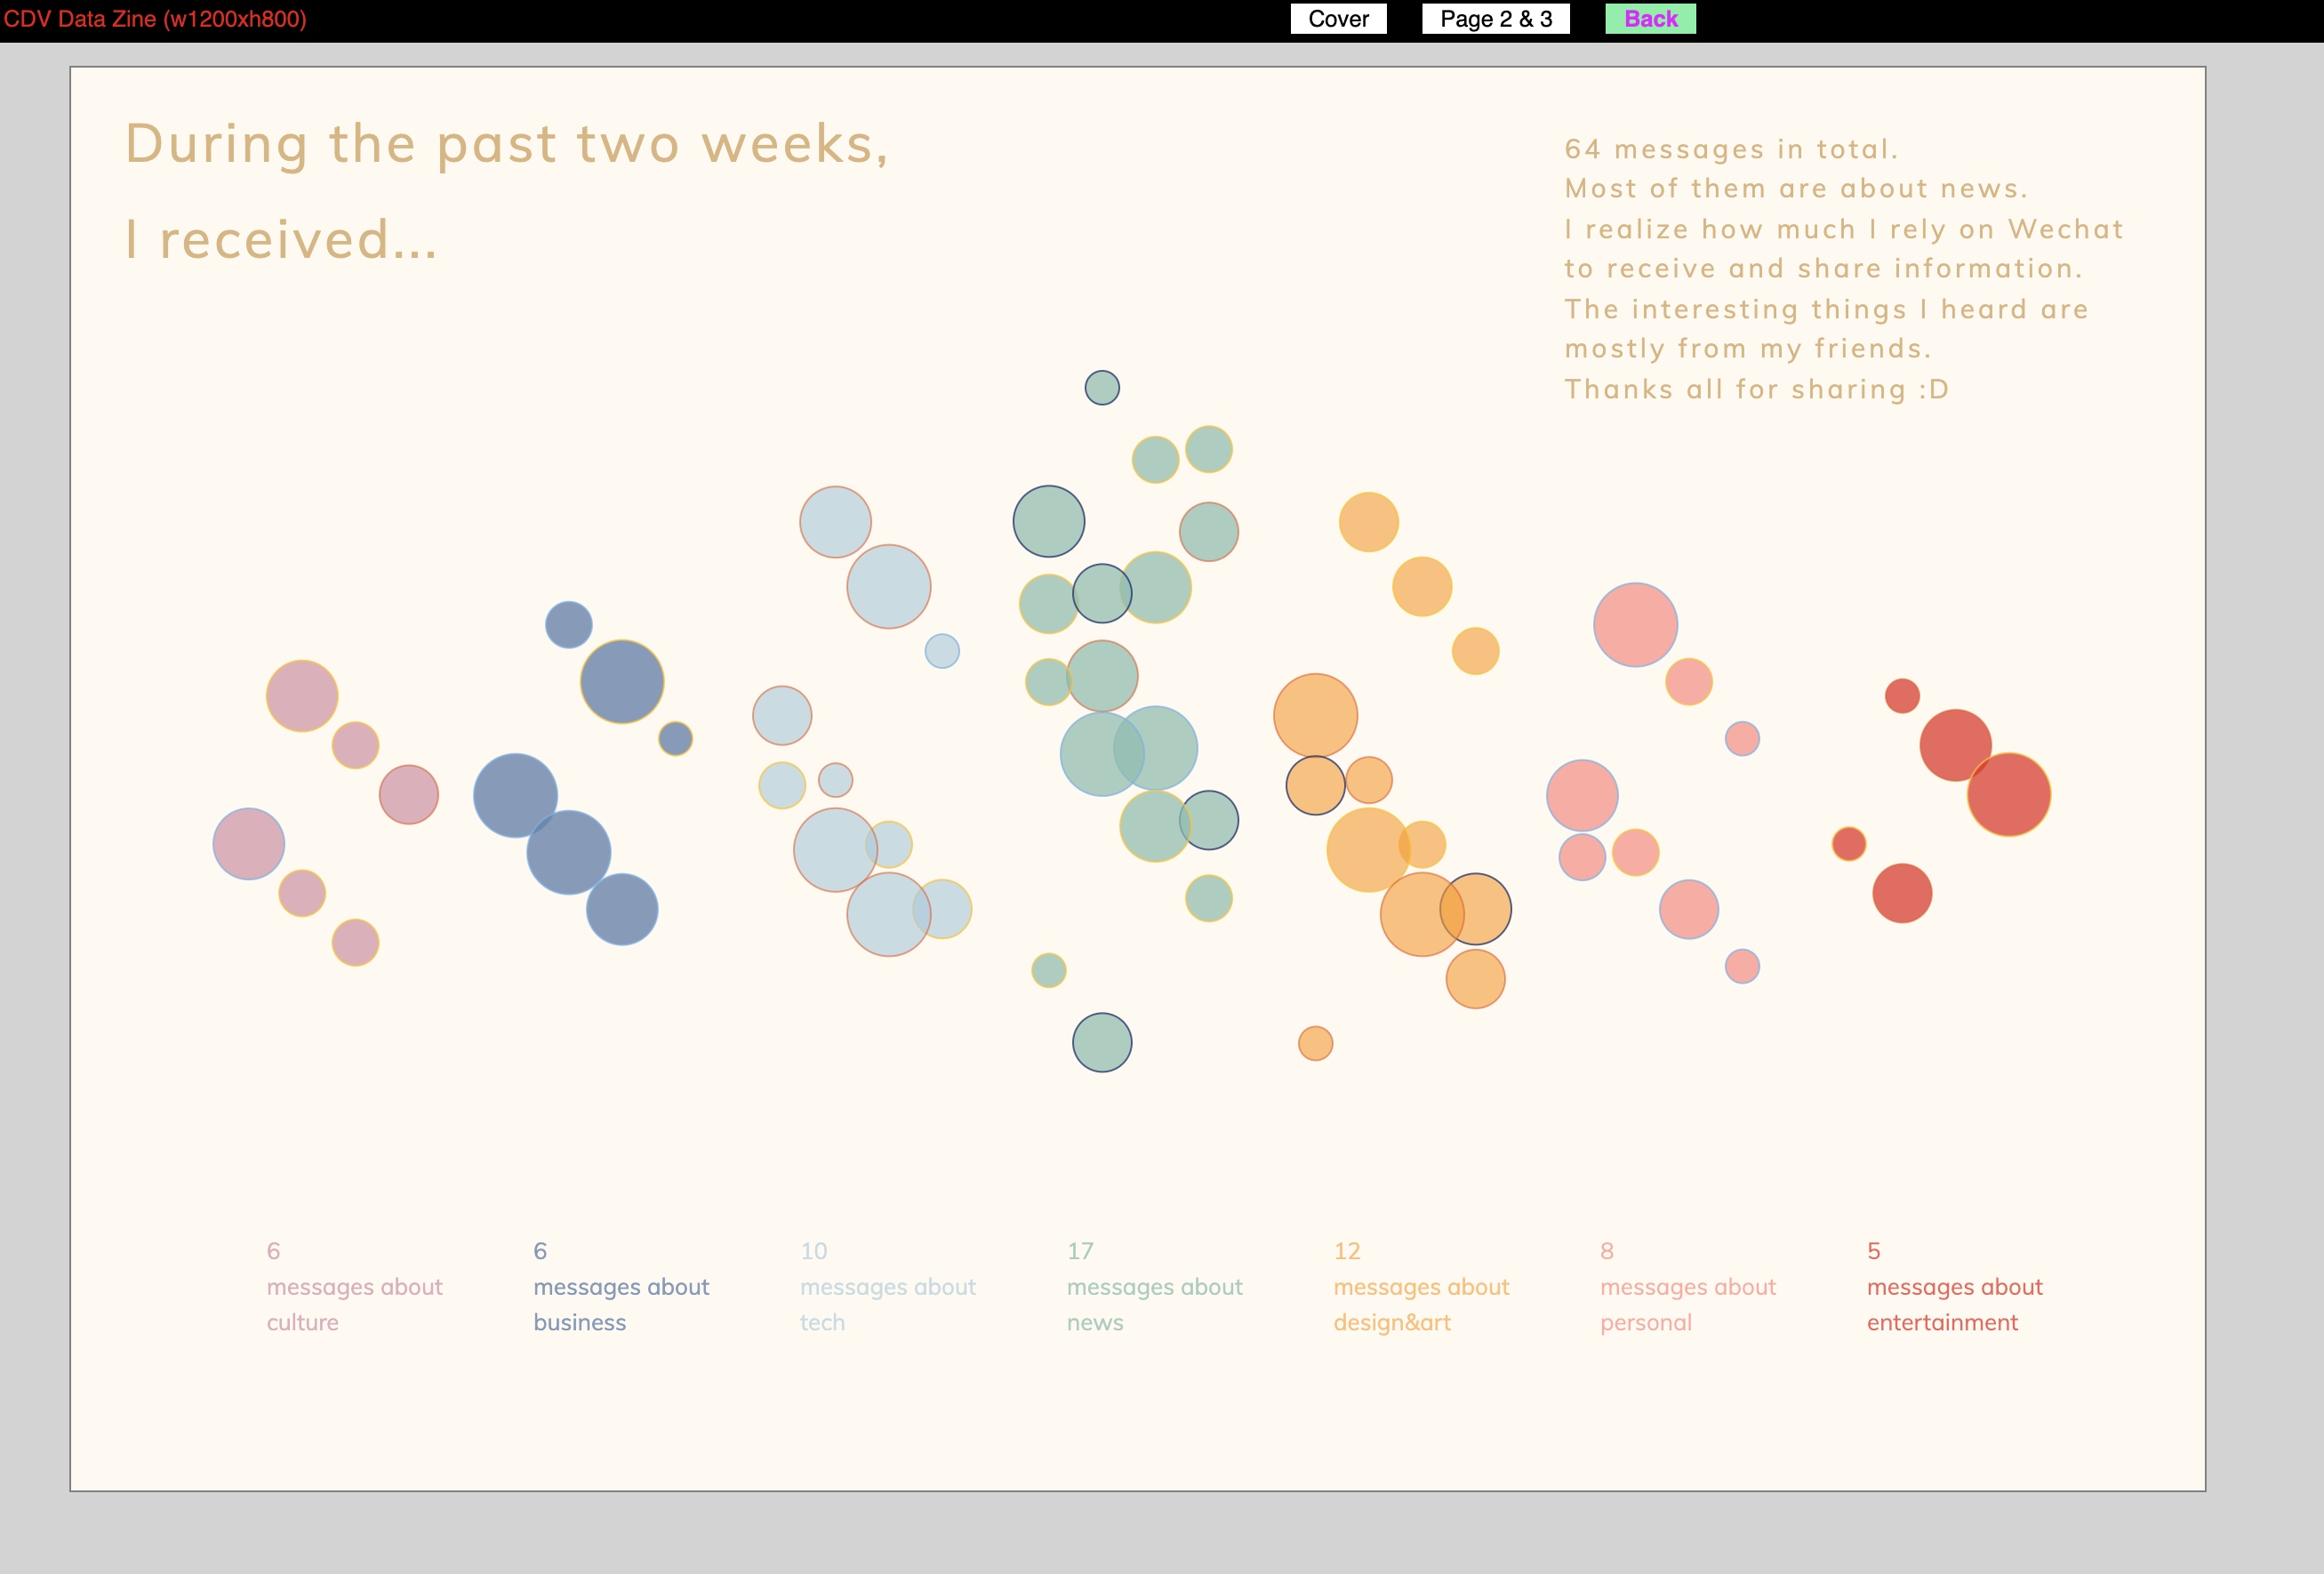 CDV Data Zine (w1200xh800)
Cover
Page 2 & 3
Back
During the past two weeks,
I received...
64 messages in total.
Most of them are about news.
I realize how much I rely on Wechat
to receive and share information.
The interesting things I heard are
mostly from my friends.
Thanks all for sharing :D
6
messages about
culture
6
messages about
business
10
messages about
tech
17
messages about
news
12
messages about
design&art
8
messages about
personal
5
messages about
entertainment